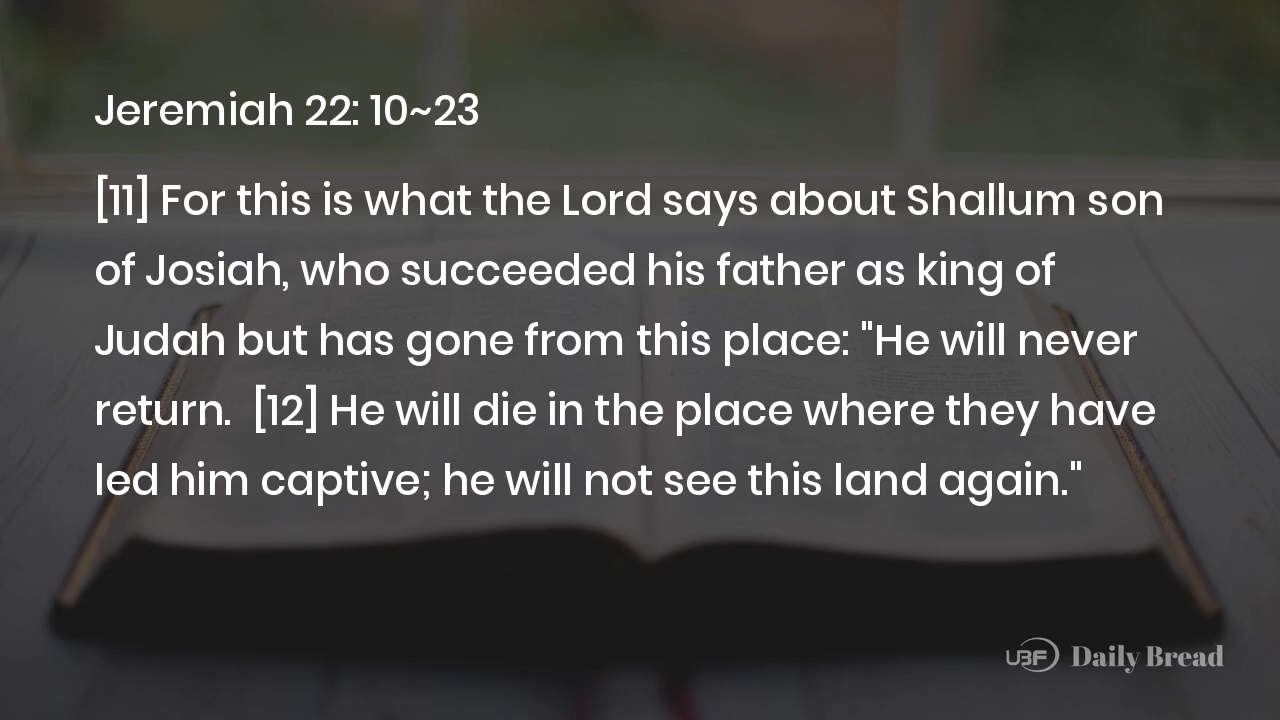 Jeremiah 22: 10~23
[11] For this is what the Lord says about Shallum son
of Josiah, who succeeded his father as king of
Judah but has gone from this place: "He will never
return.  [12] He will die in the place where they have
led him captive; he will not see this land again."
UBF Daily Bread